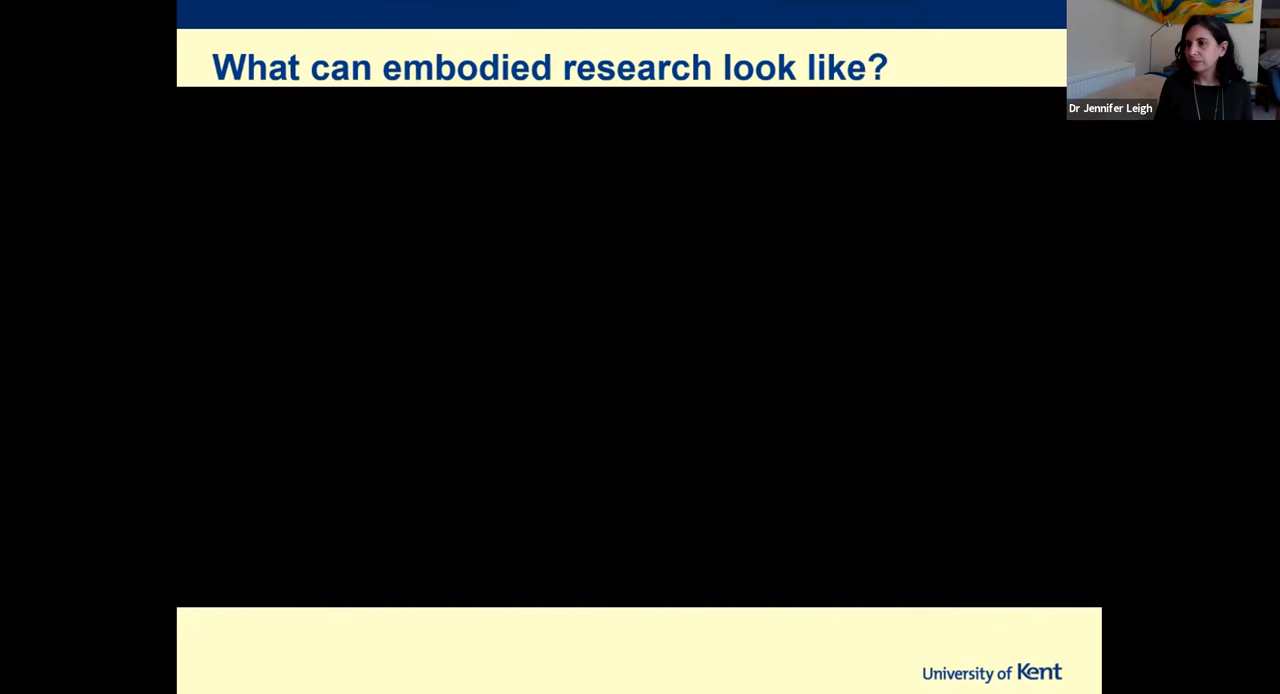 What can embodied research look like?
Dr Jennifer Leigh
University of Kent